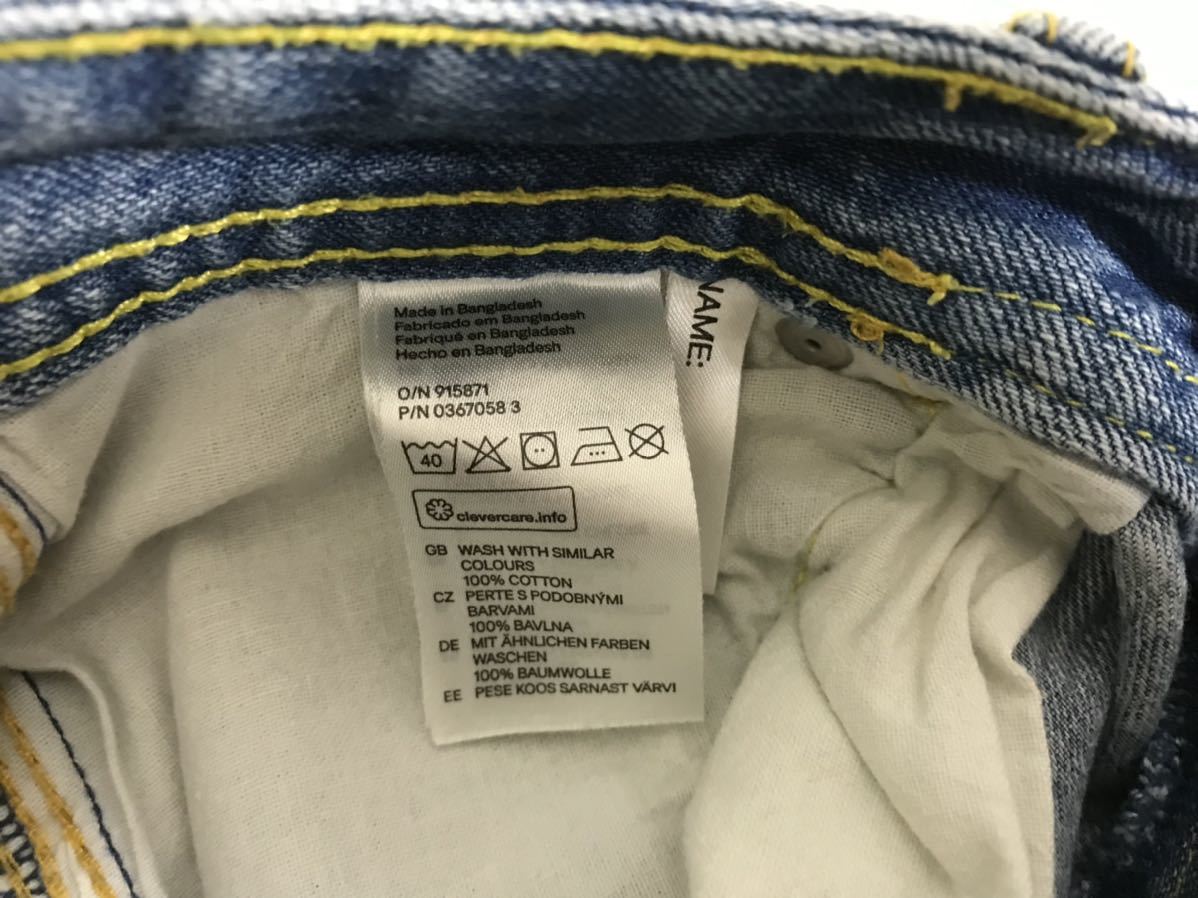 Made in Bangladesh
Fabricado em Bangladesh
Fabriqué en Bangladesh
Hecho en Bangladesh
O/N 915871
P/N 0367058 3
40
clevercare.info
GB WASH WITH SIMILAR
COLOURS
100% COTTON
CZ PERTE S PODOBNÝMI
BARVAMI
100% BAVLNA
DE MIT ÄHNLICHEN FARBEN
WASCHEN
100% BAUMWOLLE
EE PESE KOOS SARNAST VÄRVI
NAME: